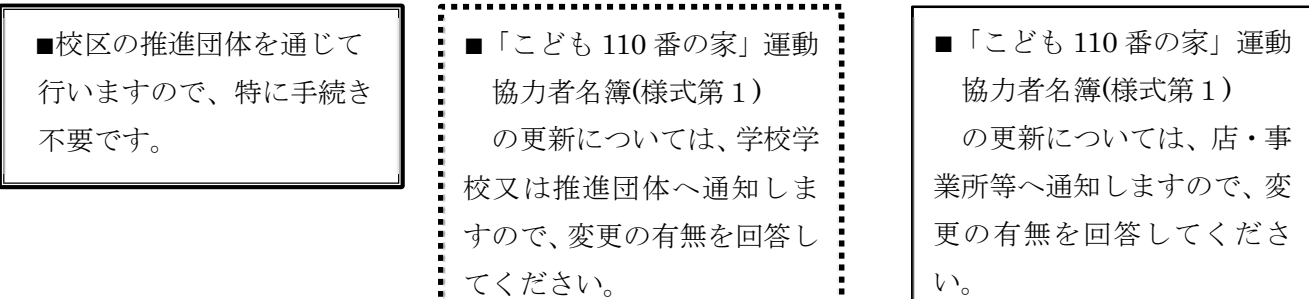 ■校区の推進団体を通じて
行いますので、特に手続き
不要です。
■「こども 110 番の家」運動
協力者名簿(様式第１)
の更新については、学校学
校又は推進団体へ通知しま
すので、変更の有無を回答し
てください。
■「こども 110 番の家」運動
協力者名簿(様式第１)
の更新については、店・事
業所等へ通知しますので、変
更の有無を回答してくださ
い。